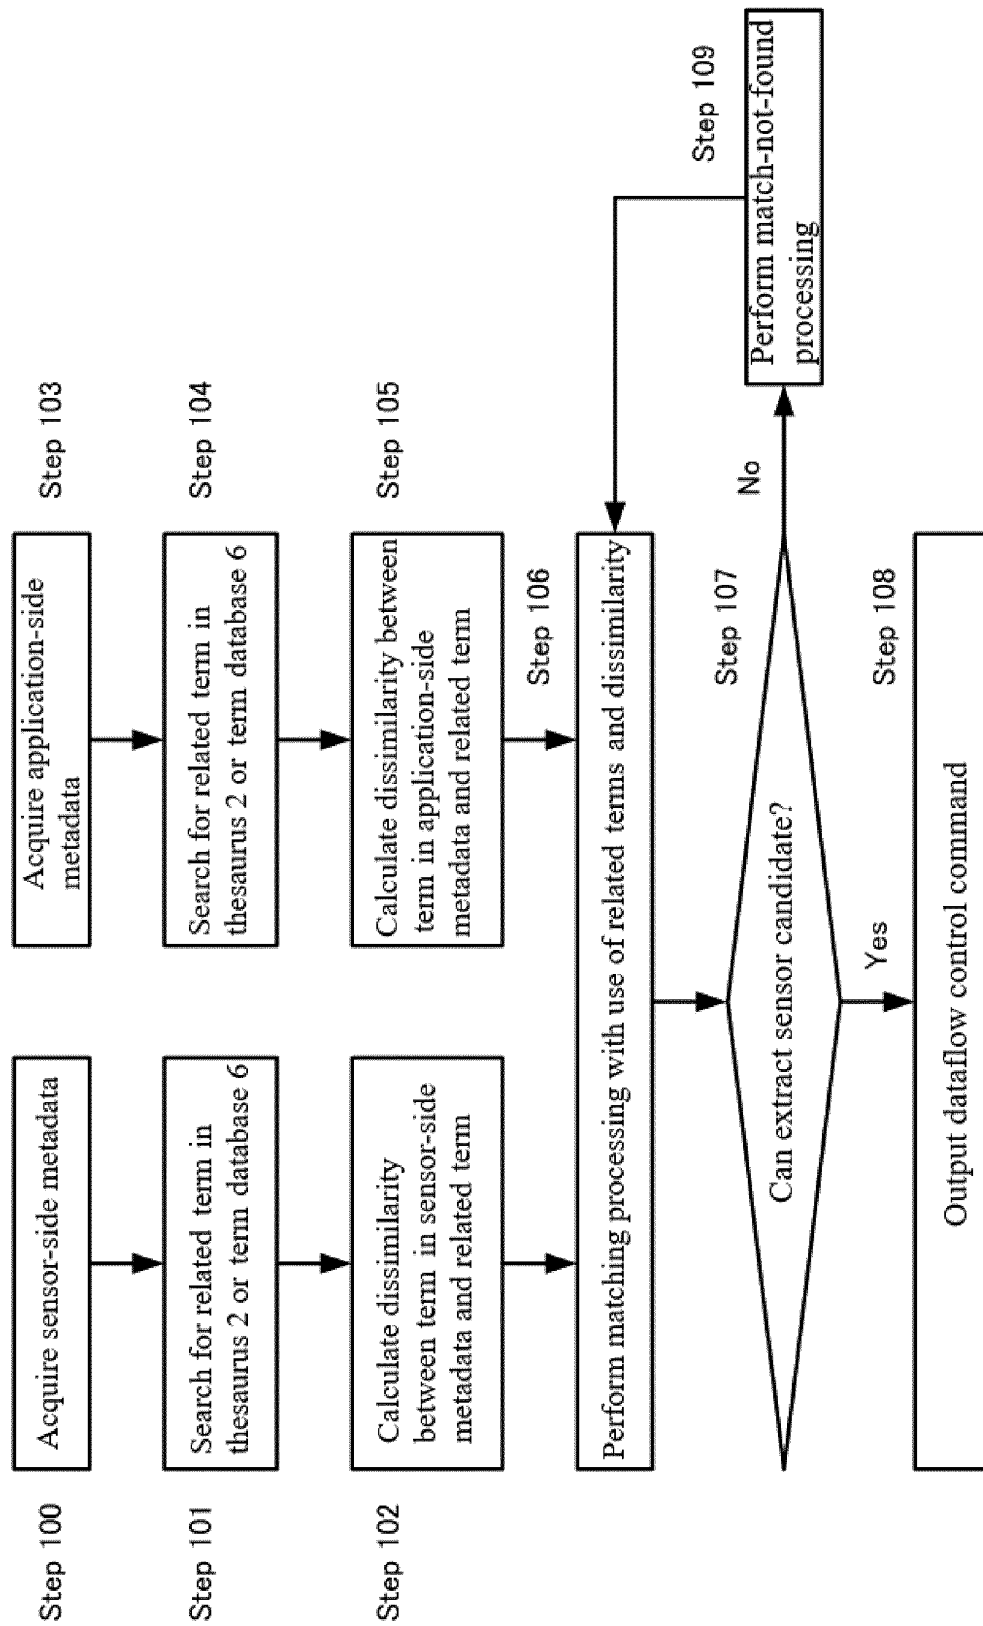 Step 100
Acquire sensor-side metadata
Step 101
Search for related term in
thesaurus 2 or term database 6
Step 102
Calculate dissimilarity
between term in sensor-side
metadata and related term
Acquire application-side
metadata
Step 103
Search for related term in
thesaurus 2 or term database 6
Step 104
Calculate dissimilarity between
term in application-side
metadata and related term
Step 105
Step 106
Perform matching processing with use of related terms and dissimilarity
Step 107
Can extract sensor candidate?
No
Step 109
Perform match-not-found
processing
Yes
Step 108
Output dataflow control command